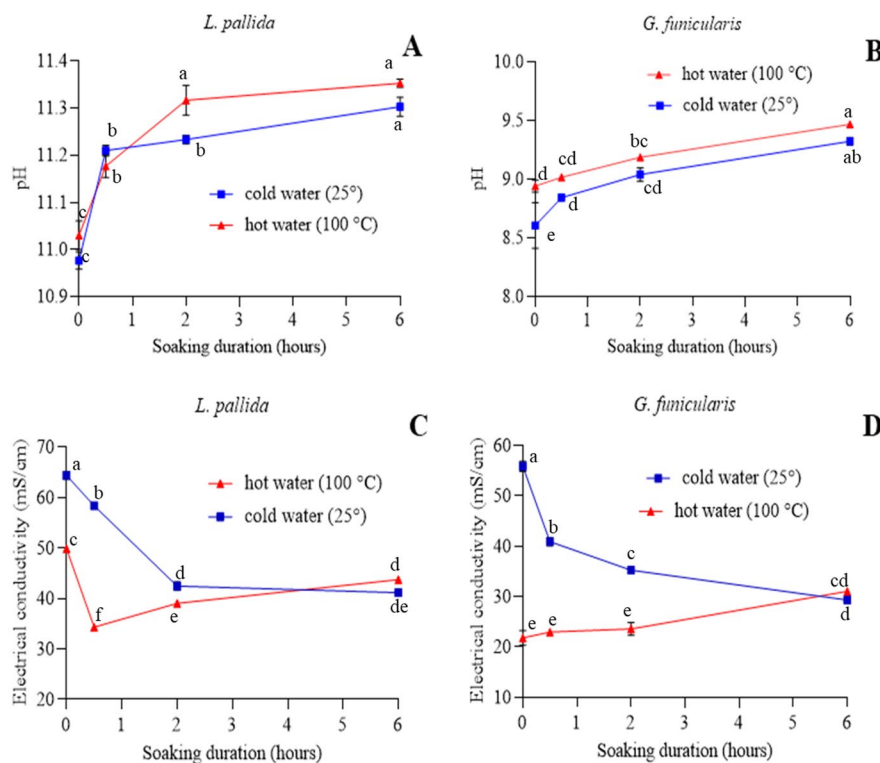 L. pallida
A
11.4
11.3
11.2
11.1
11.0
10.9
pH
a
a
b
b
b
a
c
c
cold water (25°)
hot water (100 °C)
0
1
2
3
4
5
6
Soaking duration (hours)
G. funicularis
B
10.0
9.5
9.0
8.5
8.0
pH
hot water (100 °C)
cold water (25°)
a
bc
ab
d
cd
cd
d
e
0
1
2
3
4
5
6
Soaking duration (hours)
L. pallida
C
70
60
50
40
30
20
Electrical conductivity (mS/cm)
a
b
hot water (100 °C)
cold water (25°)
c
d
d
f
e
de
0
1
2
3
4
5
6
Soaking duration (hours)
G. funicularis
D
60
50
40
30
20
10
Electrical conductivity (mS/cm)
a
cold water (25°)
hot water (100 °C)
b
c
cd
e
e
e
d
0
1
2
3
4
5
6
Soaking duration (hours)